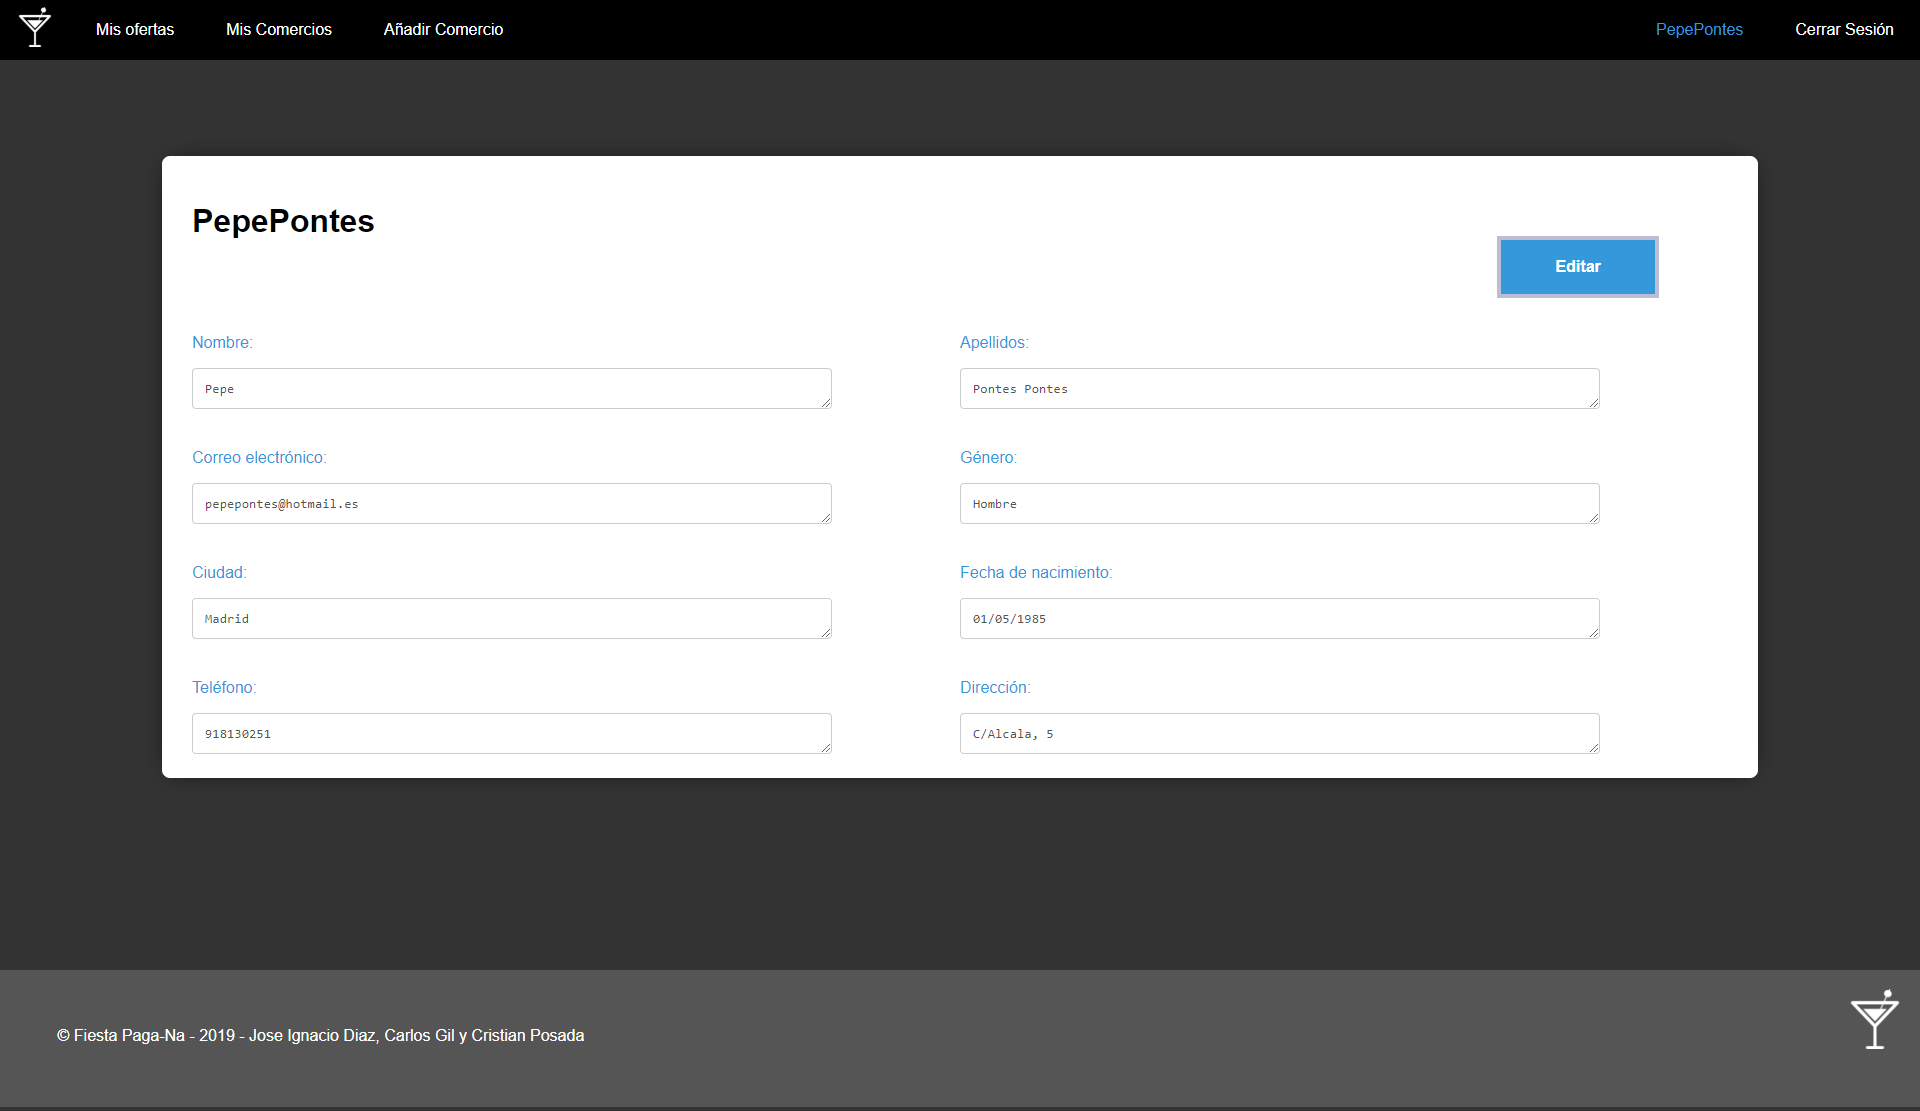 Mis ofertas Mis Comercios Añadir Comercio PepePontes Cerrar Sesión
PepePontes
Editar
Nombre: Apellidos:
Pepe Pontes Pontes
Correo electrónico: Género:
pepepontes@hotmail.es Hombre
Ciudad: Fecha de nacimiento:
Madrid 01/05/1985
Teléfono: Dirección:
918130251 C/Alcala, 5
© Fiesta Paga-Na - 2019 - Jose Ignacio Diaz, Carlos Gil y Cristian Posada